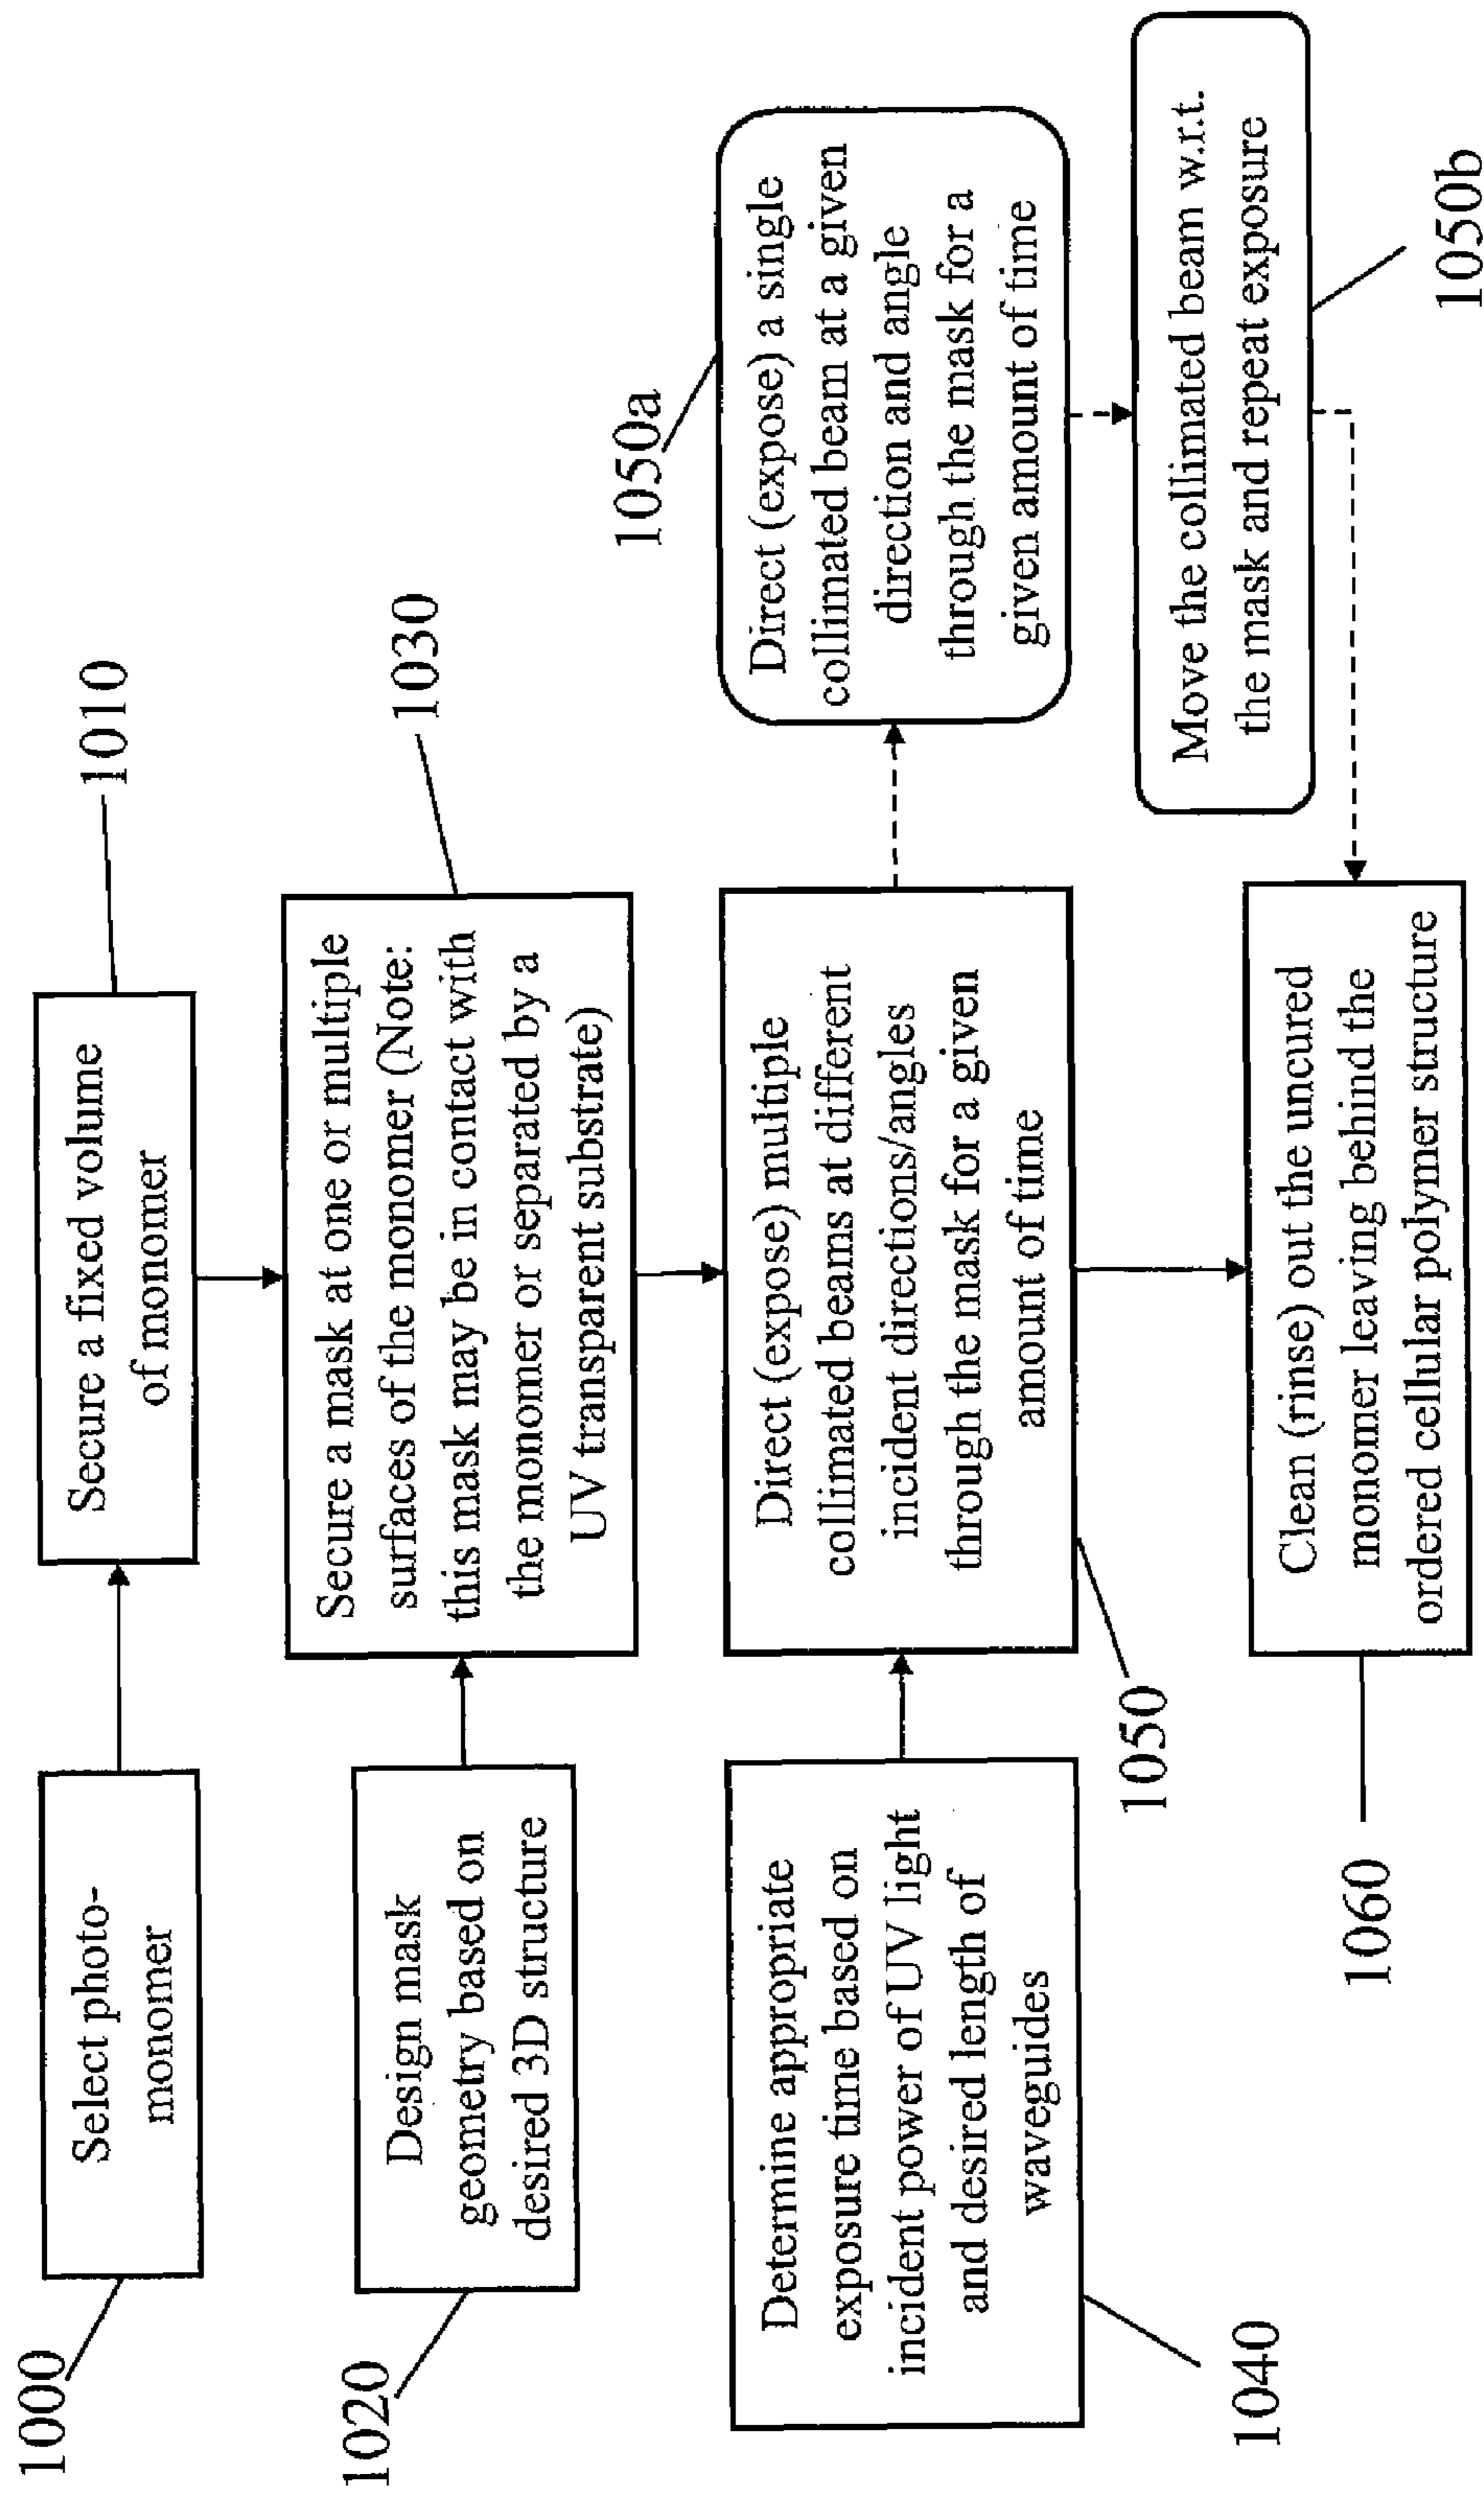 1000
Select photo-
monomer
1010
Secure a fixed volume
of monomer
1020
Design mask
geometry based on
desired 3D structure
1030
Secure a mask at one or multiple
surfaces of the monomer (Note:
this mask may be in contact with
the monomer or separated by a
UV transparent substrate)
1040
Determine appropriate
exposure time based on
incident power of UV light
and desired length of
waveguides
1050
Direct (expose) multiple
collimated beams at different
incident directions/angles
through the mask for a given
amount of time
1050a
Direct (expose) a single
collimated beam at a given
direction and angle
through the mask for a
given amount of time
1050b
Move the collimated beam w.r.t.
the mask and repeat exposure
1060
Clean (rinse) out the uncured
monomer leaving behind the
ordered cellular polymer structure